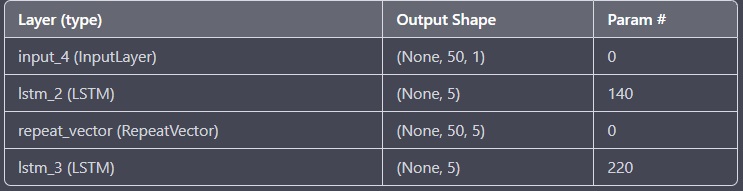 Layer (type) Output Shape Param #
input_4 (InputLayer) (None, 50, 1) 0
lstm_2 (LSTM) (None, 5) 140
repeat_vector (RepeatVector) (None, 50, 5) 0
lstm_3 (LSTM) (None, 5) 220